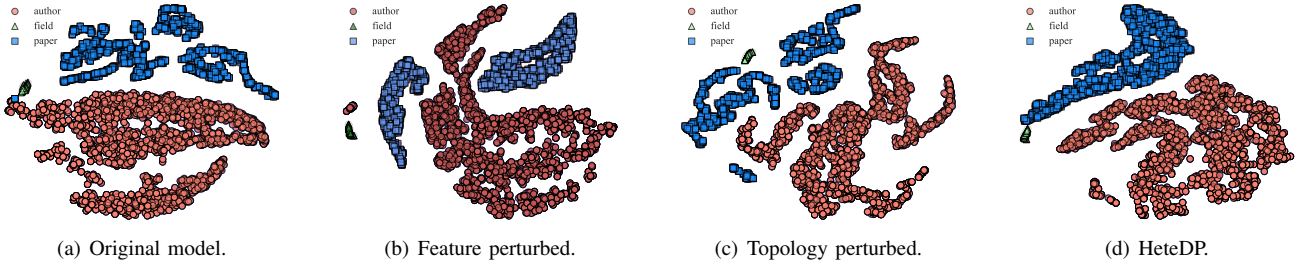 author
field
paper
author
field
paper
author
field
paper
author
field
paper
(a) Original model.
(b) Feature perturbed.
(c) Topology perturbed.
(d) HeteDP.